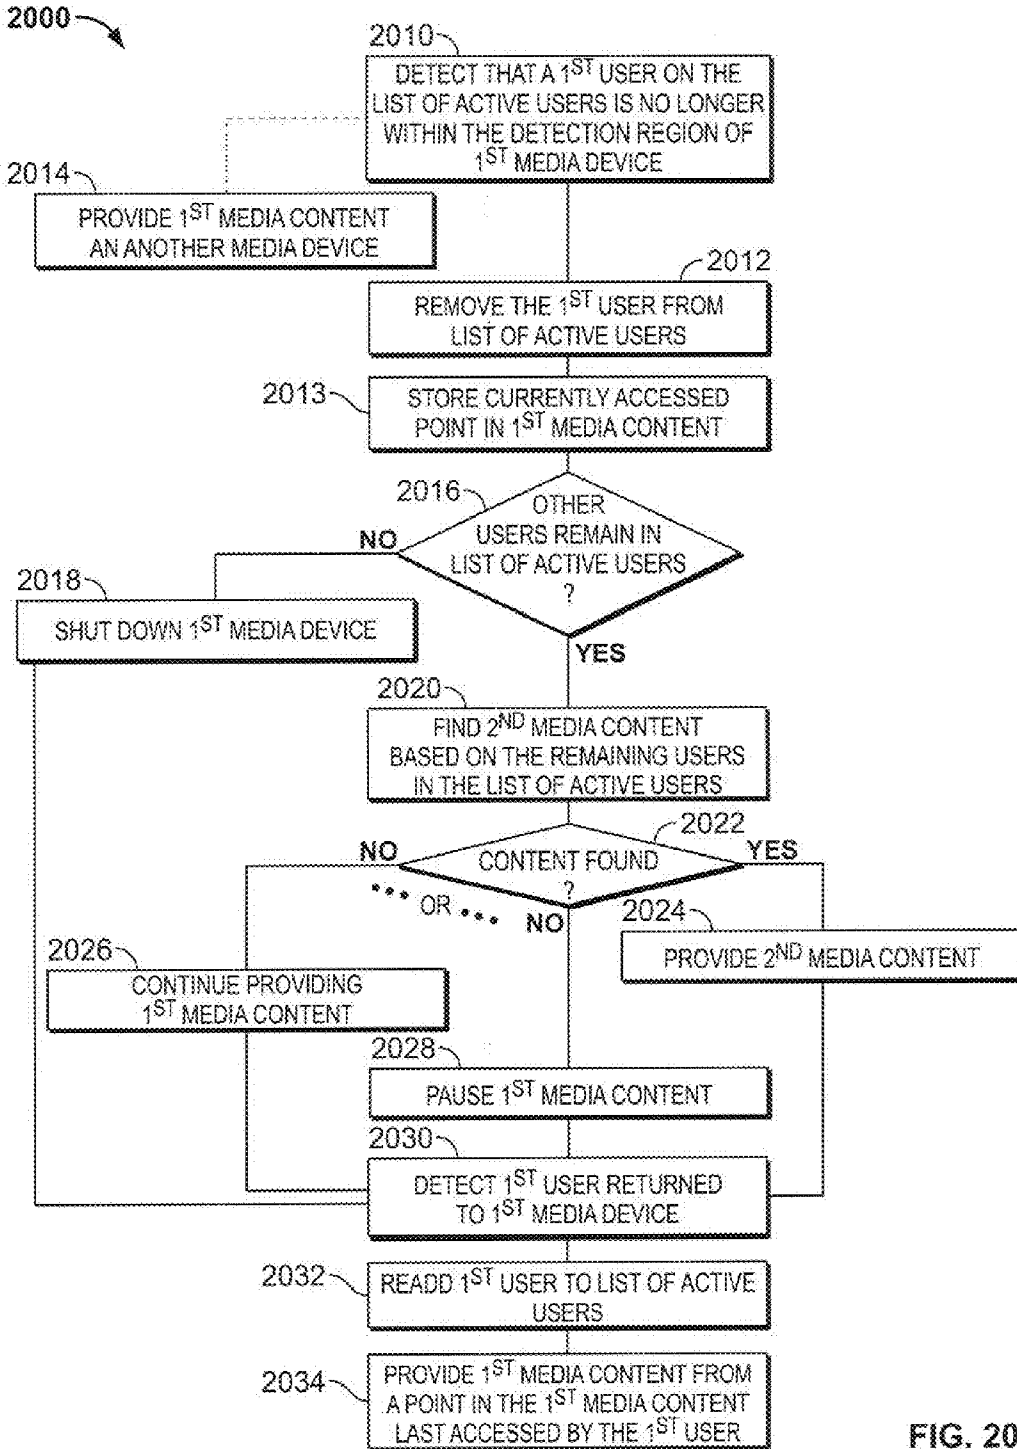 2000
2010
DETECT THAT A 1ST USER ON THE
LIST OF ACTIVE USERS IS NO LONGER
WITHIN THE DETECTION REGION OF
1ST MEDIA DEVICE
2014
PROVIDE 1ST MEDIA CONTENT
AN ANOTHER MEDIA DEVICE
2012
REMOVE THE 1ST USER FROM
LIST OF ACTIVE USERS
2013
STORE CURRENTLY ACCESSED
POINT IN 1ST MEDIA CONTENT
2016
OTHER
USERS REMAIN IN
LIST OF ACTIVE USERS
?
NO
YES
2018
SHUT DOWN 1ST MEDIA DEVICE
2020
FIND 2ND MEDIA CONTENT
BASED ON THE REMAINING USERS
IN THE LIST OF ACTIVE USERS
2022
CONTENT FOUND
?
NO
YES
••• OR •••
NO
2024
PROVIDE 2ND MEDIA CONTENT
2026
CONTINUE PROVIDING
1ST MEDIA CONTENT
2028
PAUSE 1ST MEDIA CONTENT
2030
DETECT 1ST USER RETURNED
TO 1ST MEDIA DEVICE
2032
READD 1ST USER TO LIST OF ACTIVE
USERS
2034
PROVIDE 1ST MEDIA CONTENT FROM
A POINT IN THE 1ST MEDIA CONTENT
LAST ACCESSED BY THE 1ST USER
FIG. 20